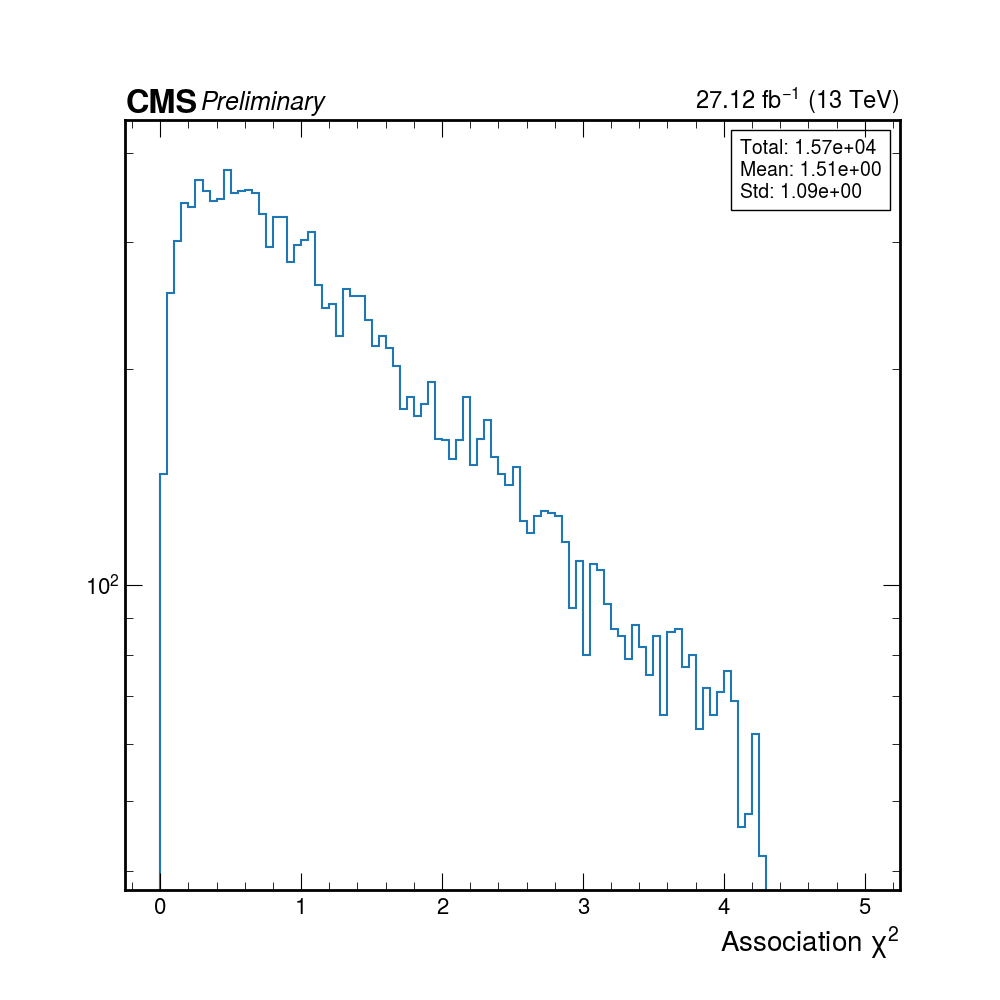 CMS Preliminary 27.12 fb⁻¹ (13 TeV)
Total: 1.57e+04
Mean: 1.51e+00
Std: 1.09e+00
10²
0 1 2 3 4 5
Association χ²